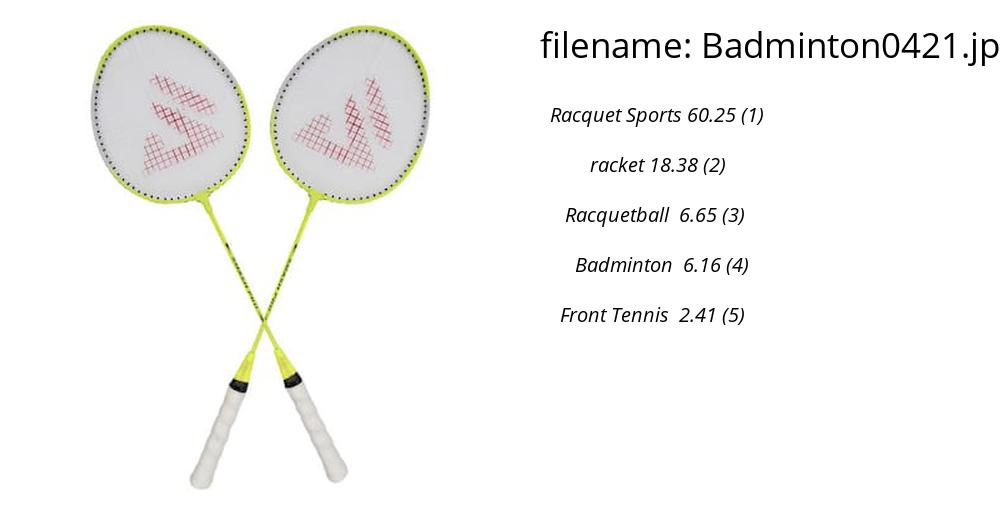 filename: Badminton0421.jp
Racquet Sports 60.25 (1)
racket 18.38 (2)
Racquetball 6.65 (3)
Badminton 6.16 (4)
Front Tennis 2.41 (5)